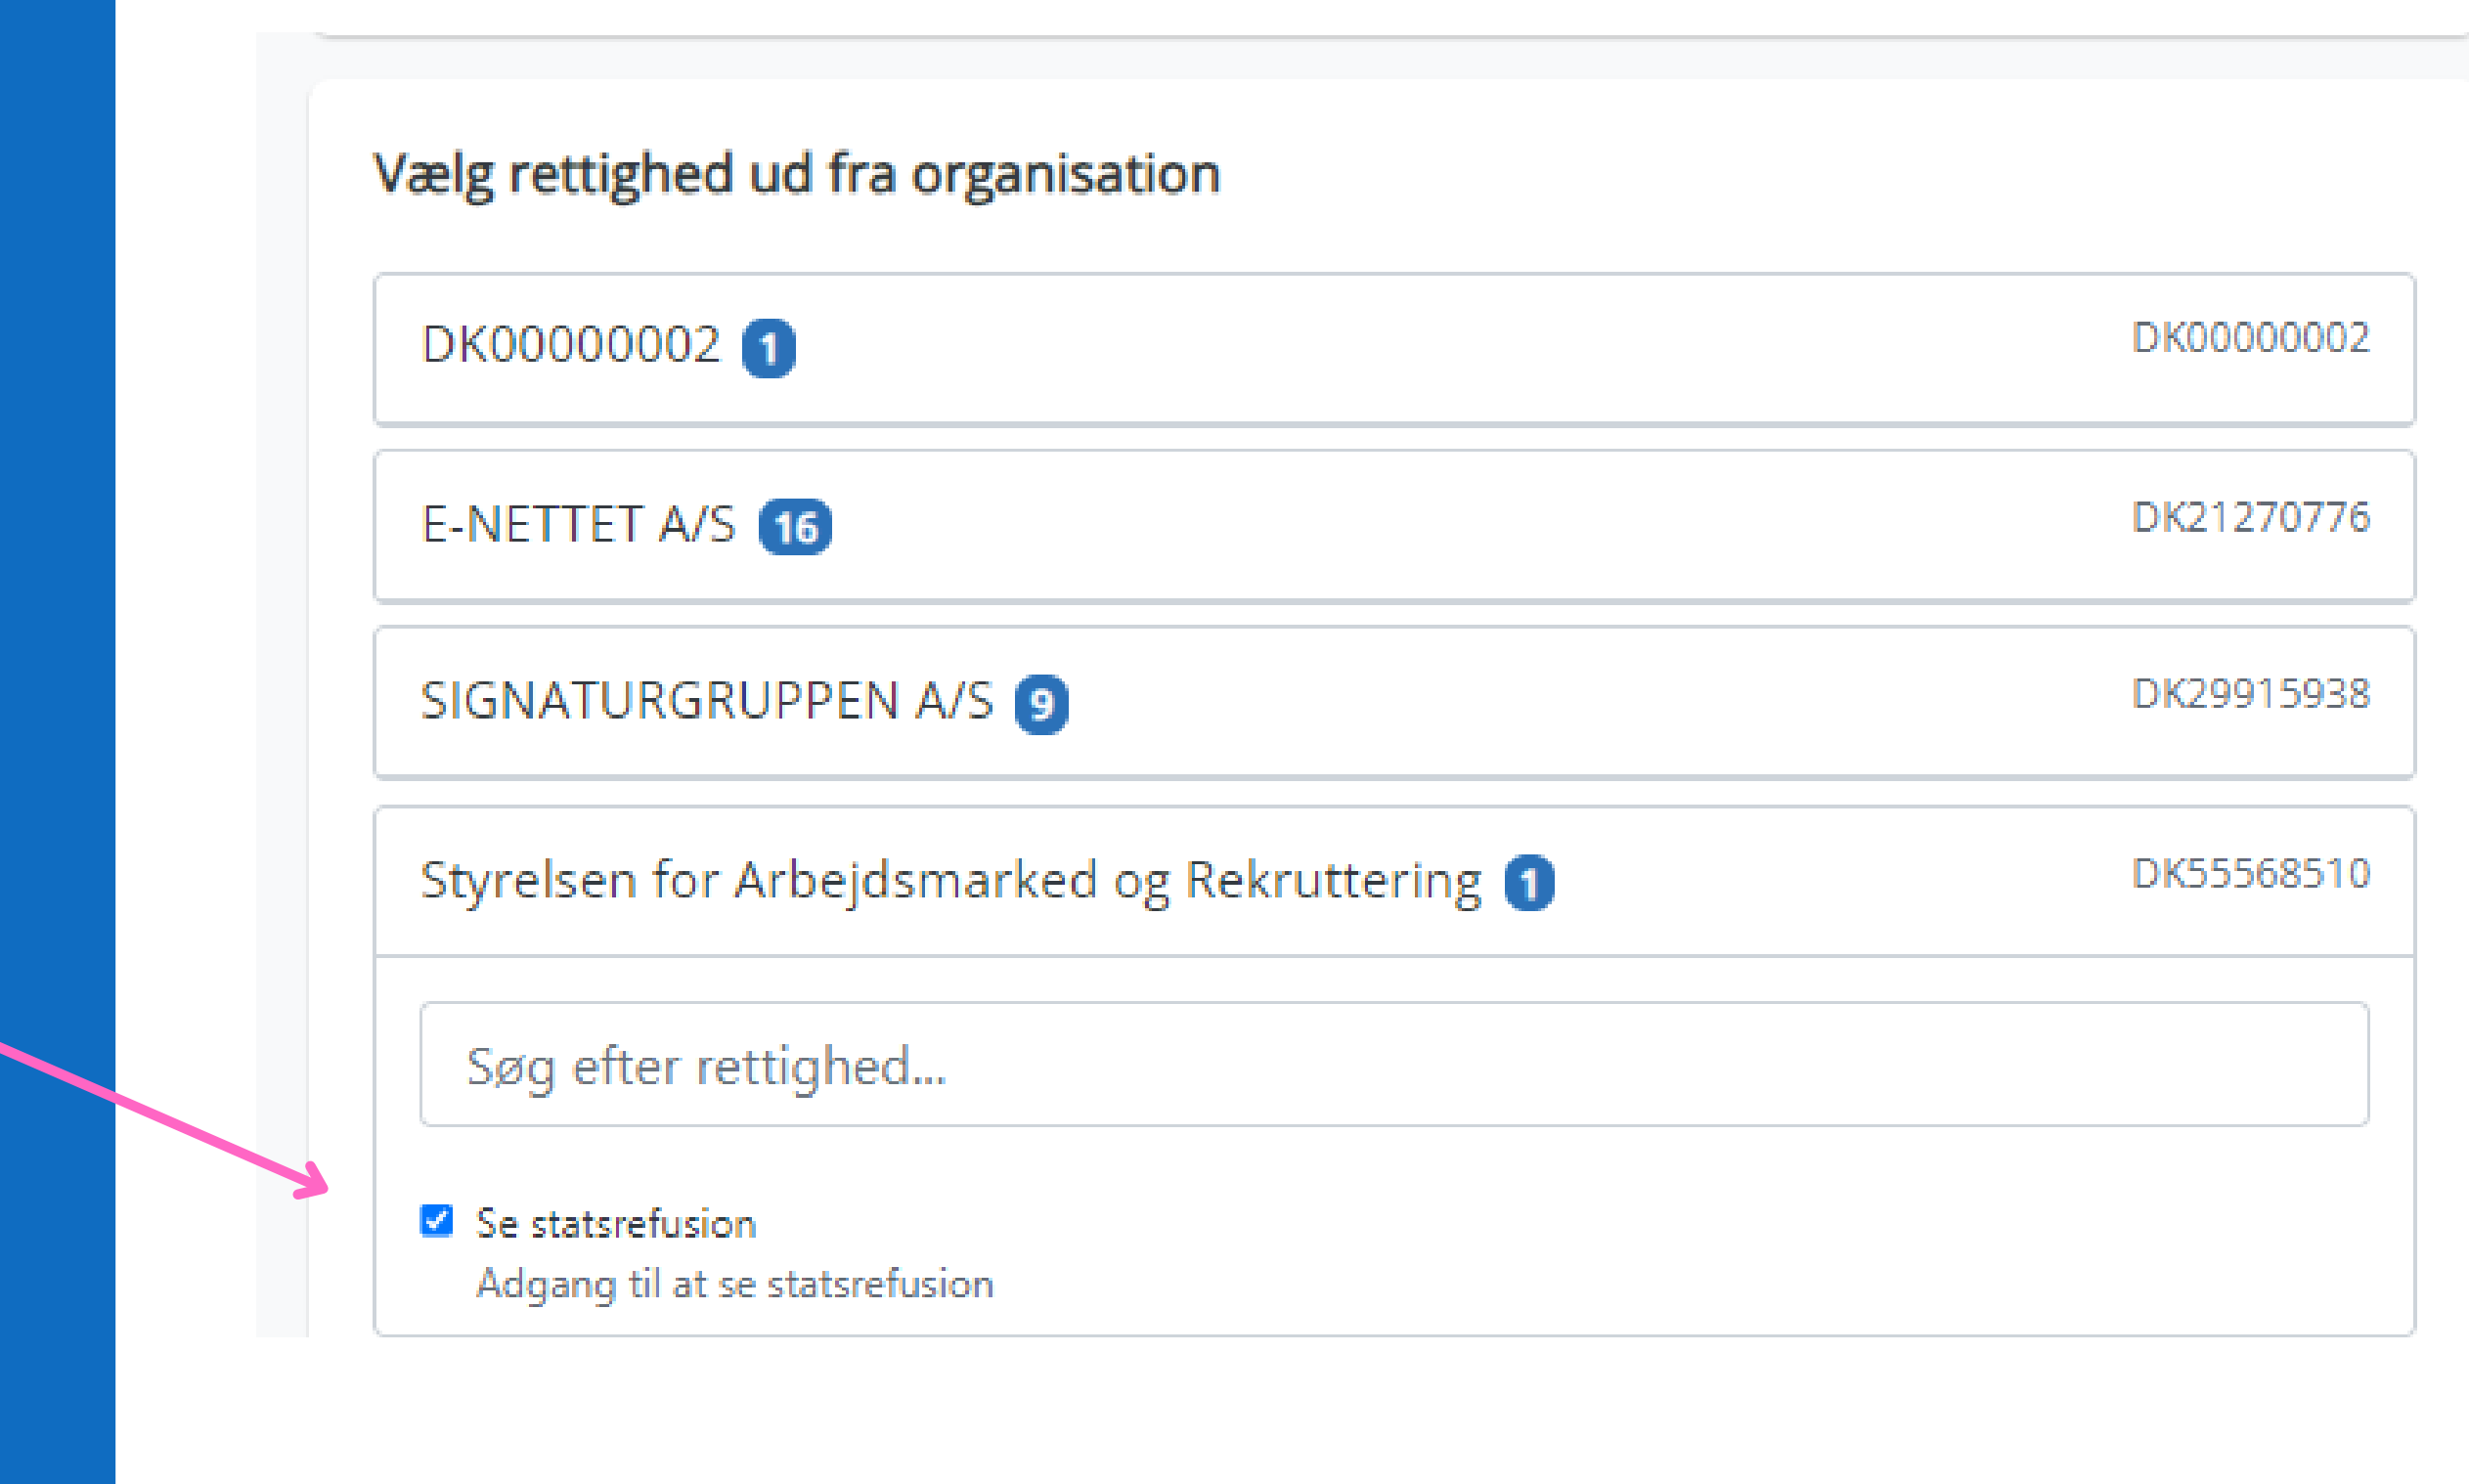 Vælg rettighed ud fra organisation
DK00000002 1 DK00000002
E-NETTET A/S 16 DK21270776
SIGNATURGRUPPEN A/S 9 DK29915938
Styrelsen for Arbejdsmarked og Rekruttering 1 DK55568510
Søg efter rettighed...
Se statsrefusion
Adgang til at se statsrefusion